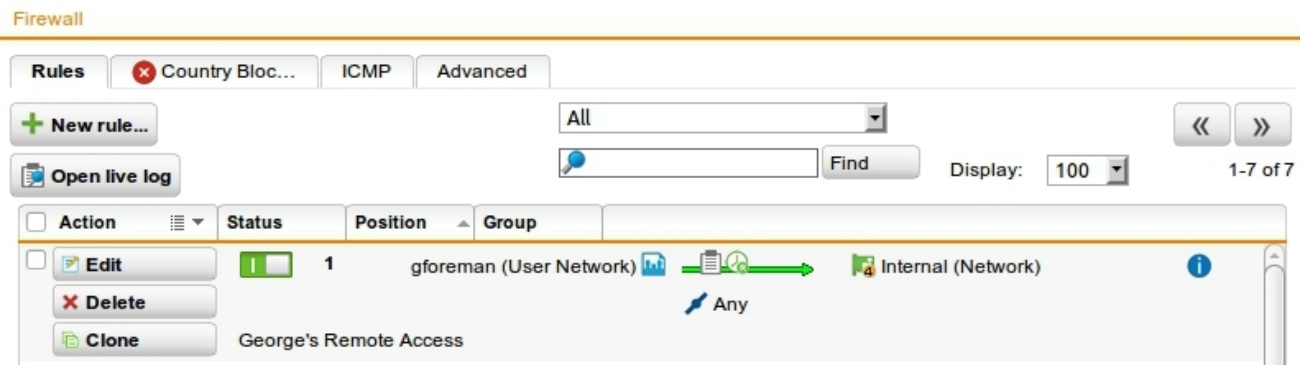 Firewall
Rules Country Bloc... ICMP Advanced
New rule... All « »
Open live log Find Display: 100 1-7 of 7
Action Status Position Group
Edit 1 gforeman (User Network) 4 Internal (Network) i
Delete Any
Clone George's Remote Access